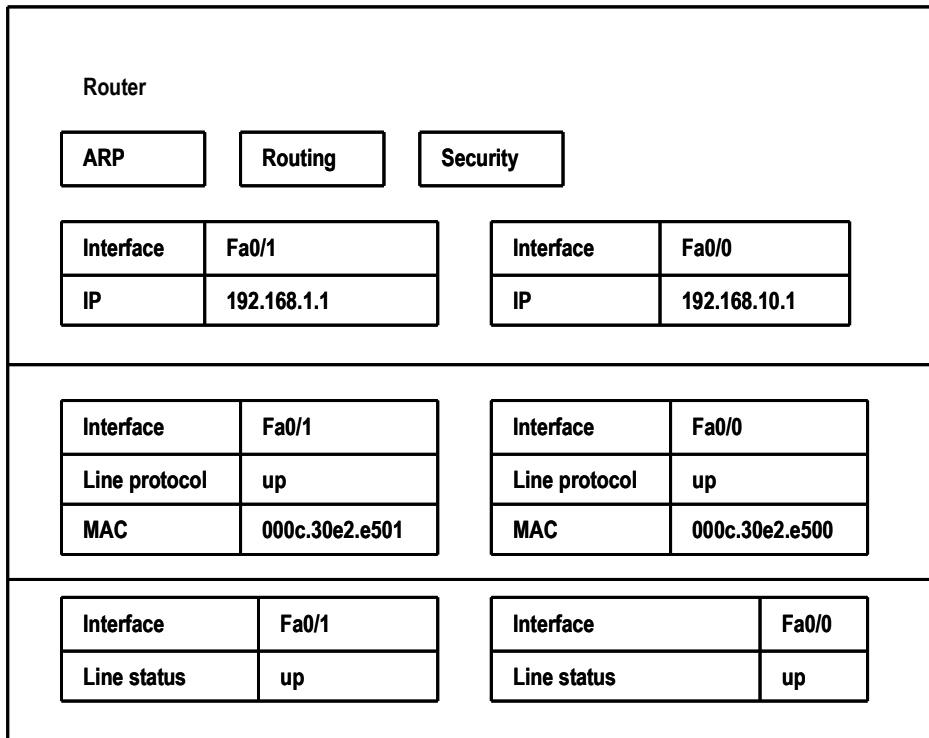 Router
ARP Routing Security
Interface Fa0/1 Interface Fa0/0
IP 192.168.1.1 IP 192.168.10.1
Interface Fa0/1 Interface Fa0/0
Line protocol up Line protocol up
MAC 000c.30e2.e501 MAC 000c.30e2.e500
Interface Fa0/1 Interface Fa0/0
Line status up Line status up